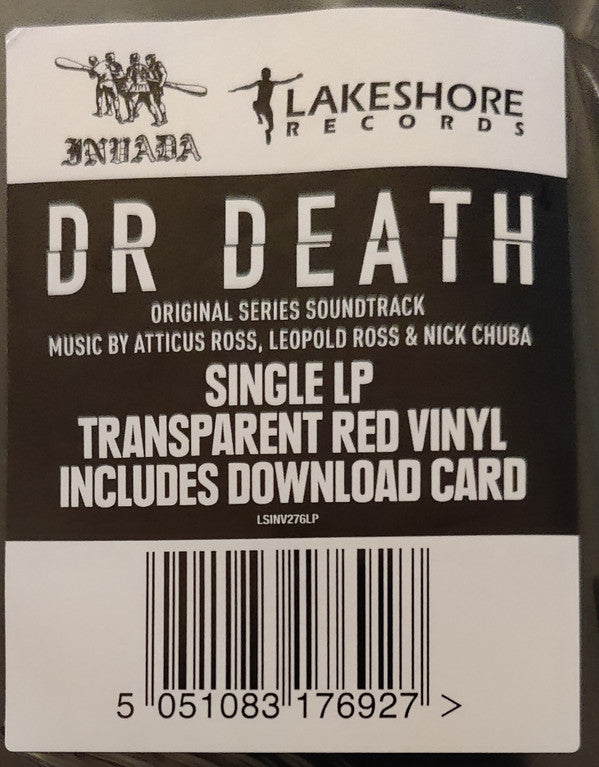 INVADA
LAKESHORE
RECORDS
DR DEATH
ORIGINAL SERIES SOUNDTRACK
MUSIC BY ATTICUS ROSS, LEOPOLD ROSS & NICK CHUBA
SINGLE LP
TRANSPARENT RED VINYL
INCLUDES DOWNLOAD CARD
LSINV276LP
5 051083 176927 >